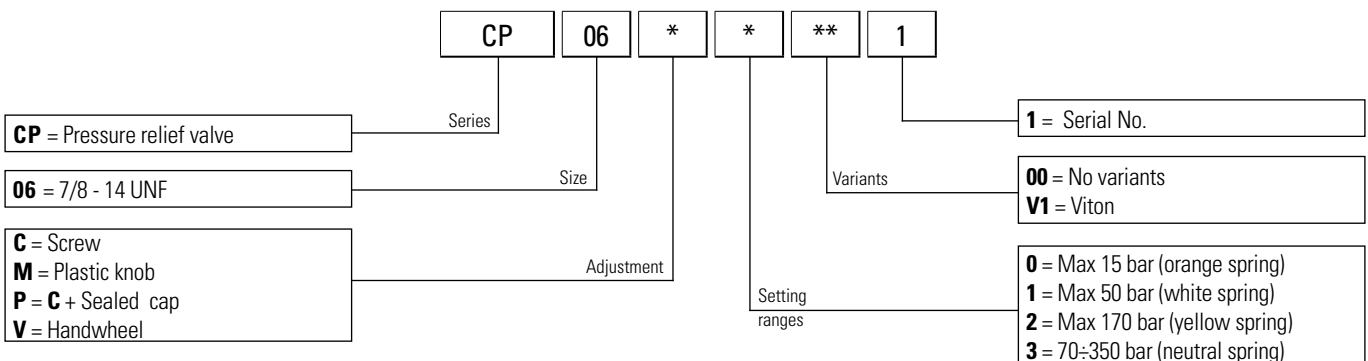 CP 06 * * ** 1
Series
CP = Pressure relief valve
1 = Serial No.
Size
06 = 7/8 - 14 UNF
Variants
00 = No variants
V1 = Viton
Adjustment
C = Screw
M = Plastic knob
P = C + Sealed cap
V = Handwheel
Setting
ranges
0 = Max 15 bar (orange spring)
1 = Max 50 bar (white spring)
2 = Max 170 bar (yellow spring)
3 = 70÷350 bar (neutral spring)